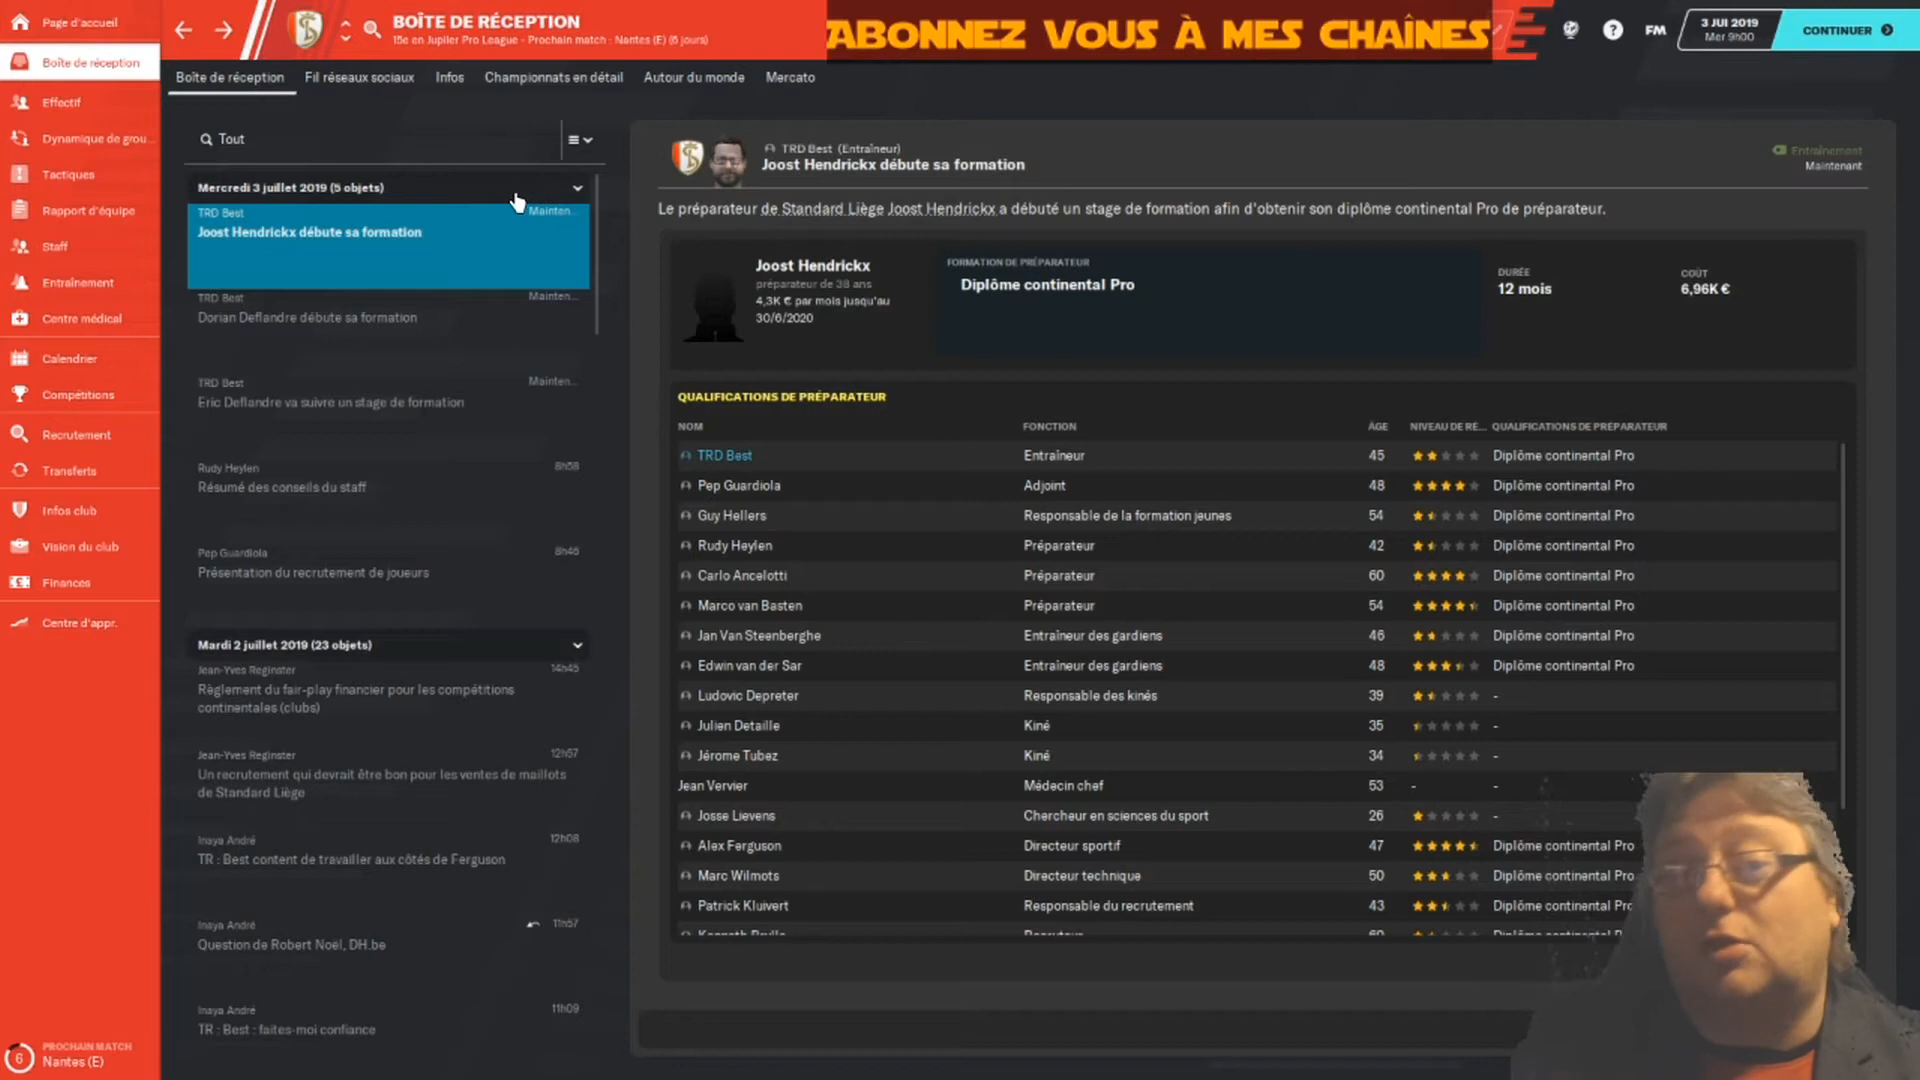 Page d'accueil
Boîte de réception
Effectif
Dynamique de grou...
Tactiques
Rapport d'équipe
Staff
Entraînement
Centre médical
Calendrier
Compétitions
Recrutement
Transferts
Infos club
Vision du club
Finances
Centre d'appr.
6
PROCHAIN MATCH
Nantes (E)
BOÎTE DE RÉCEPTION
15e en Jupiler Pro League - Prochain match : Nantes (E) (6 jours)
ABONNEZ VOUS À MES CHAÎNES
FM
3 JUI 2019
Mer 9h00
CONTINUER
Boîte de réception Fil réseaux sociaux Infos Championnats en détail Autour du monde Mercato
Tout
Mercredi 3 juillet 2019 (5 objets)
TRD Best Mainten...
Joost Hendrickx débute sa formation
TRD Best Mainten...
Dorian Deflandre débute sa formation
TRD Best Mainten...
Eric Deflandre va suivre un stage de formation
Rudy Heylen 8h58
Résumé des conseils du staff
Pep Guardiola 8h46
Présentation du recrutement de joueurs
Mardi 2 juillet 2019 (23 objets)
Jean-Yves Reginster 14h45
Règlement du fair-play financier pour les compétitions
continentales (clubs)
Jean-Yves Reginster 12h57
Un recrutement qui devrait être bon pour les ventes de maillots
de Standard Liège
Inaya André 12h08
TR : Best content de travailler aux côtés de Ferguson
Inaya André 11h57
Question de Robert Noël, DH.be
Inaya André 11h09
TR : Best : faites-moi confiance
TRD Best (Entraîneur)
Joost Hendrickx débute sa formation
Entraînement
Maintenant
Le préparateur de Standard Liège Joost Hendrickx a débuté un stage de formation afin d'obtenir son diplôme continental Pro de préparateur.
Joost Hendrickx
préparateur de 38 ans
4,3K € par mois jusqu'au
30/6/2020
FORMATION DE PRÉPARATEUR
Diplôme continental Pro
DURÉE
12 mois
COÛT
6,96K €
QUALIFICATIONS DE PRÉPARATEUR
NOM FONCTION ÂGE NIVEAU DE RE... QUALIFICATIONS DE PRÉPARATEUR
TRD Best Entraîneur 45 Diplôme continental Pro
Pep Guardiola Adjoint 48 Diplôme continental Pro
Guy Hellers Responsable de la formation jeunes 54 Diplôme continental Pro
Rudy Heylen Préparateur 42 Diplôme continental Pro
Carlo Ancelotti Préparateur 60 Diplôme continental Pro
Marco van Basten Préparateur 54 Diplôme continental Pro
Jan Van Steenberghe Entraîneur des gardiens 46 Diplôme continental Pro
Edwin van der Sar Entraîneur des gardiens 48 Diplôme continental Pro
Ludovic Depreter Responsable des kinés 39 -
Julien Detaille Kiné 35 -
Jérome Tubez Kiné 34 -
Jean Vervier Médecin chef 53 - -
Josse Lievens Chercheur en sciences du sport 26 -
Alex Ferguson Directeur sportif 47 Diplôme continental Pro
Marc Wilmots Directeur technique 50 Diplôme continental Pro
Patrick Kluivert Responsable du recrutement 43 Diplôme continental Pro